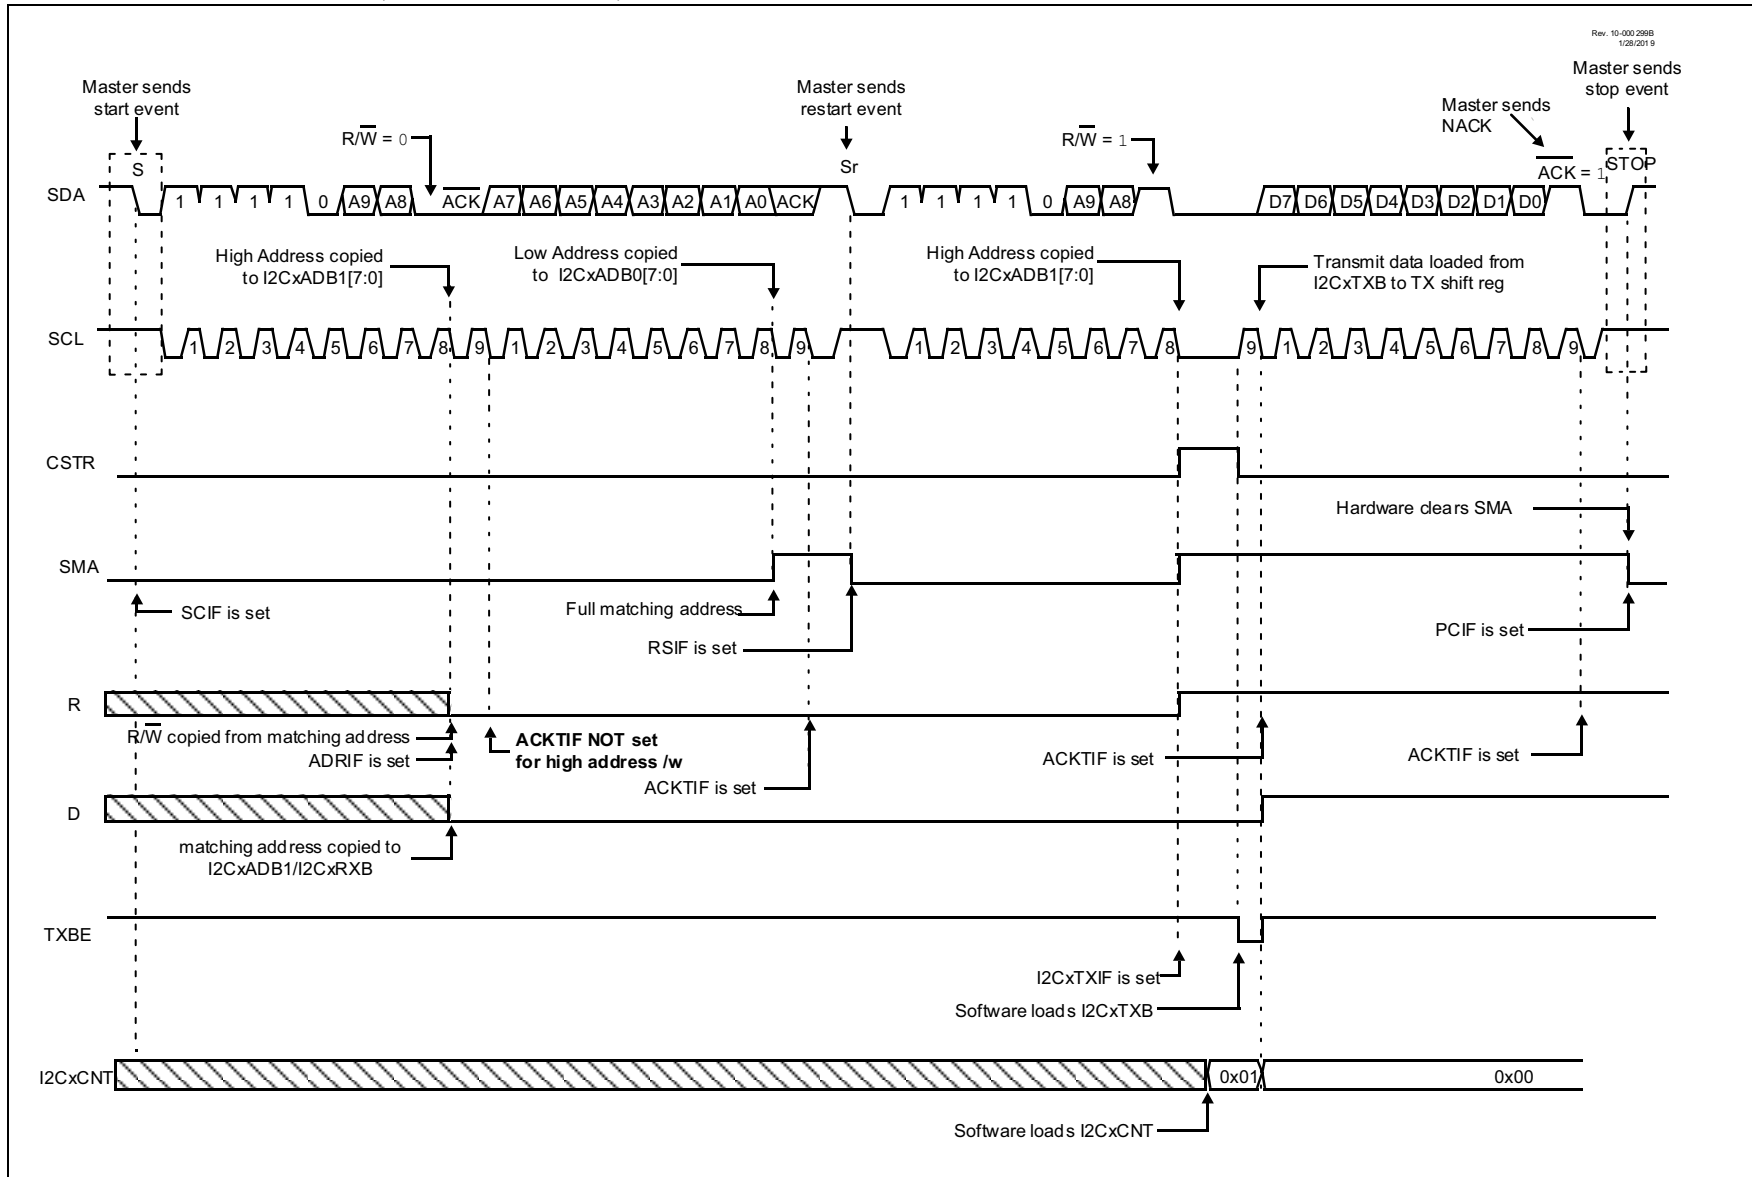 Rev. 10-000299B
1/28/2019
Master sends
start event
Master sends
restart event
Master sends
stop event
Master sends
NACK
R/W = 0
R/W = 1
S
Sr
ACK = 1
STOP
SDA
1 1 1 1 0 A9 A8 ACK A7 A6 A5 A4 A3 A2 A1 A0 ACK 1 1 1 1 0 A9 A8 D7 D6 D5 D4 D3 D2 D1 D0
High Address copied
to I2CxADB1[7:0]
Low Address copied
to I2CxADB0[7:0]
High Address copied
to I2CxADB1[7:0]
Transmit data loaded from
I2CxTXB to TX shift reg
SCL
1 2 3 4 5 6 7 8 9 1 2 3 4 5 6 7 8 9 1 2 3 4 5 6 7 8 9 1 2 3 4 5 6 7 8 9
CSTR
Hardware clears SMA
SMA
SCIF is set
Full matching address
RSIF is set
PCIF is set
R
R/W copied from matching address
ADRIF is set
ACKTIF NOT set
for high address /w
ACKTIF is set
ACKTIF is set
ACKTIF is set
D
matching address copied to
I2CxADB1/I2CxRXB
TXBE
I2CxTXIF is set
Software loads I2CxTXB
I2CxCNT
0x01
0x00
Software loads I2CxCNT